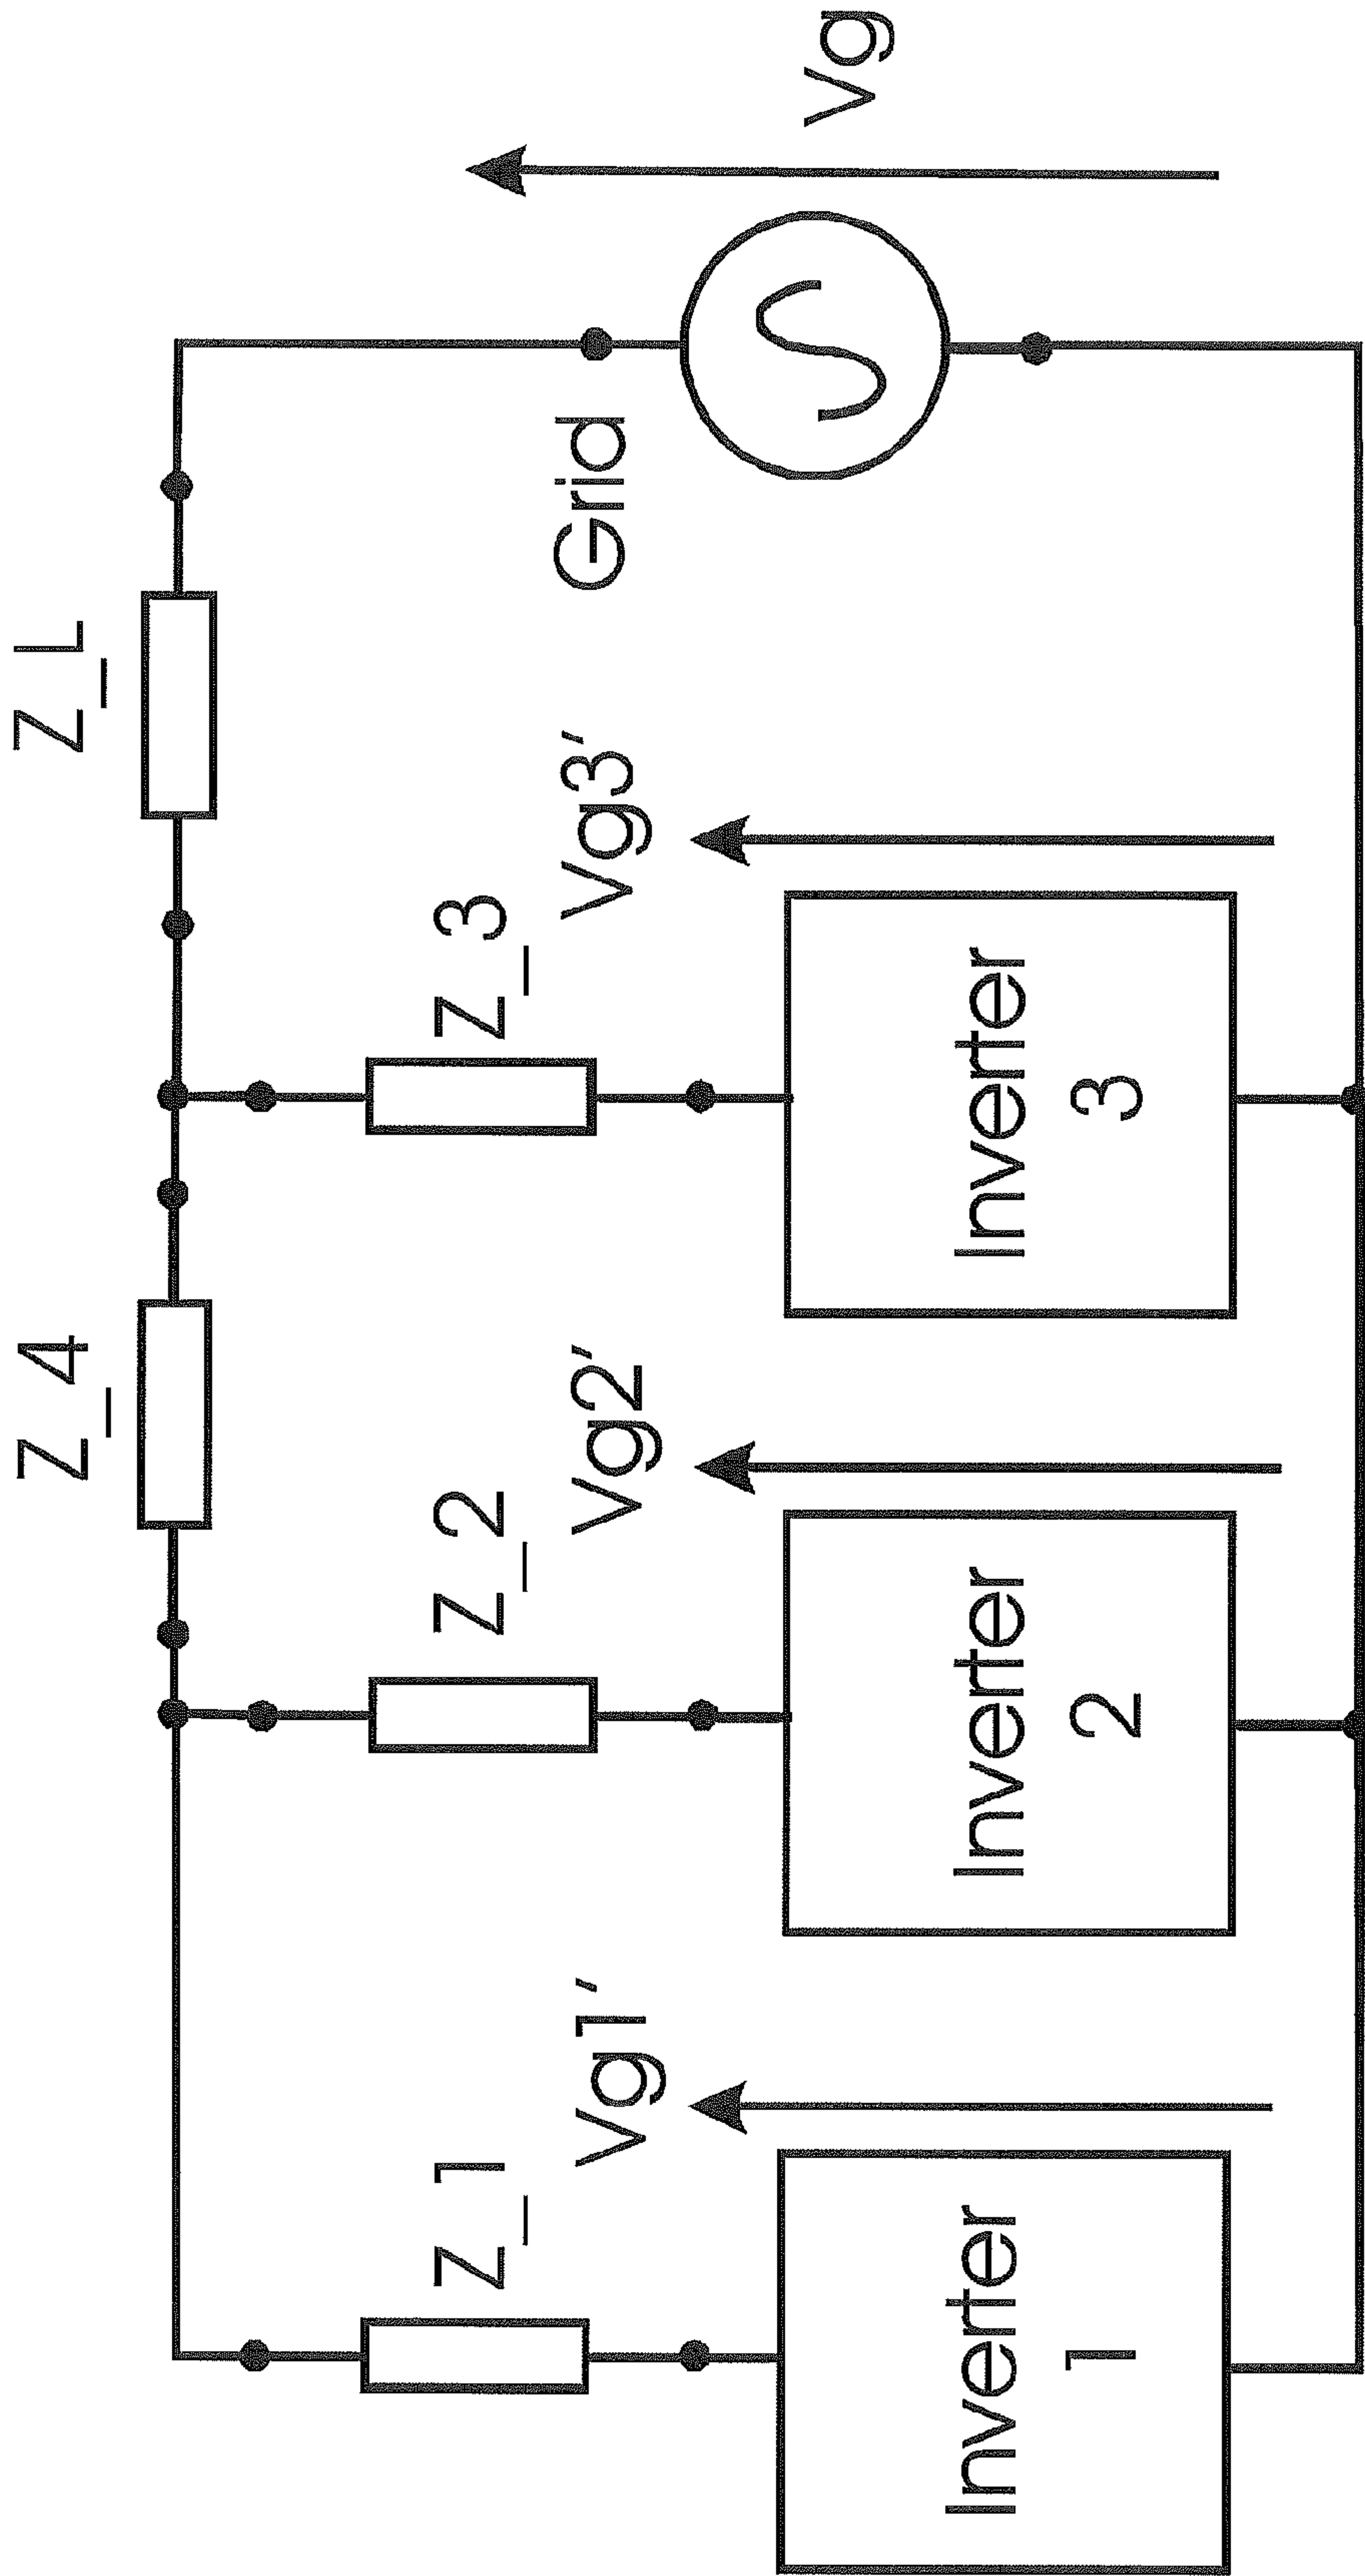 Z_4
Z_L
Z_1
Z_2
Z_3
Vg1′
Vg2′
Vg3′
Grid
Vg
Inverter
1
Inverter
2
Inverter
3